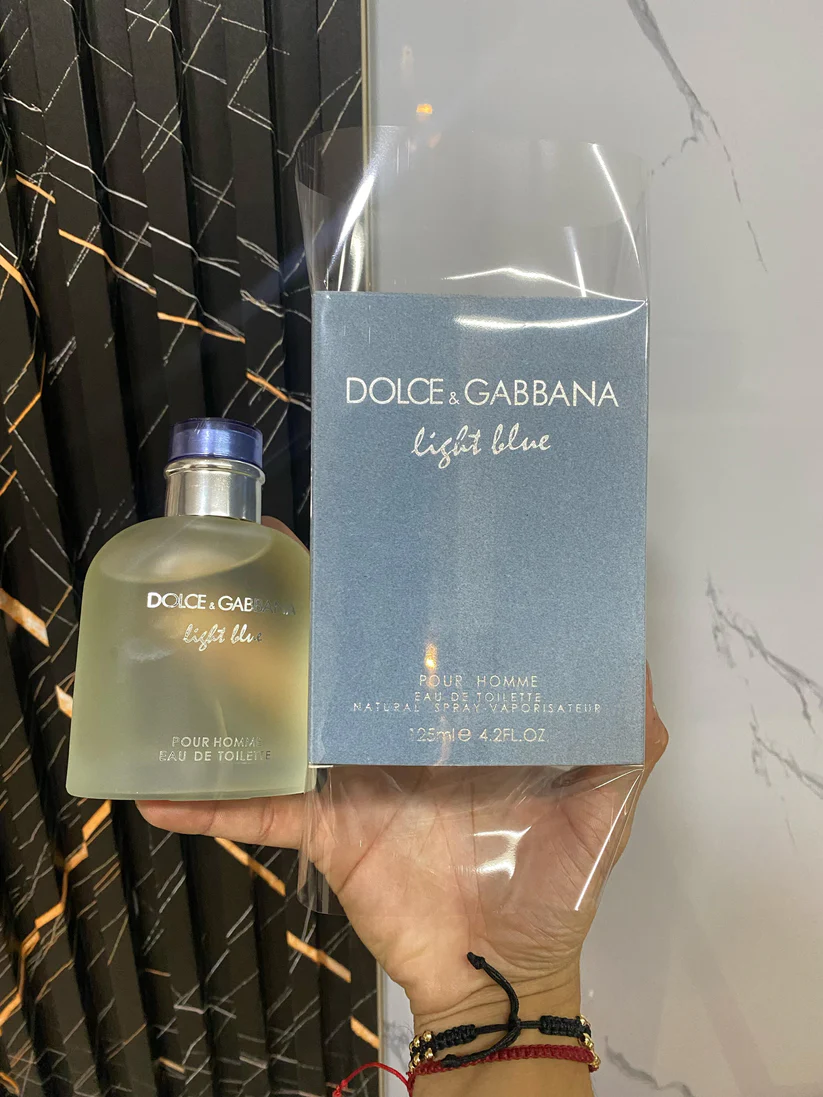 DOLCE & GABBANA
light blue
POUR HOMME
EAU DE TOILETTE
DOLCE & GABBANA
light blue
POUR HOMME
EAU DE TOILETTE
NATURAL SPRAY-VAPORISATEUR
125ml e 4.2FL.OZ.